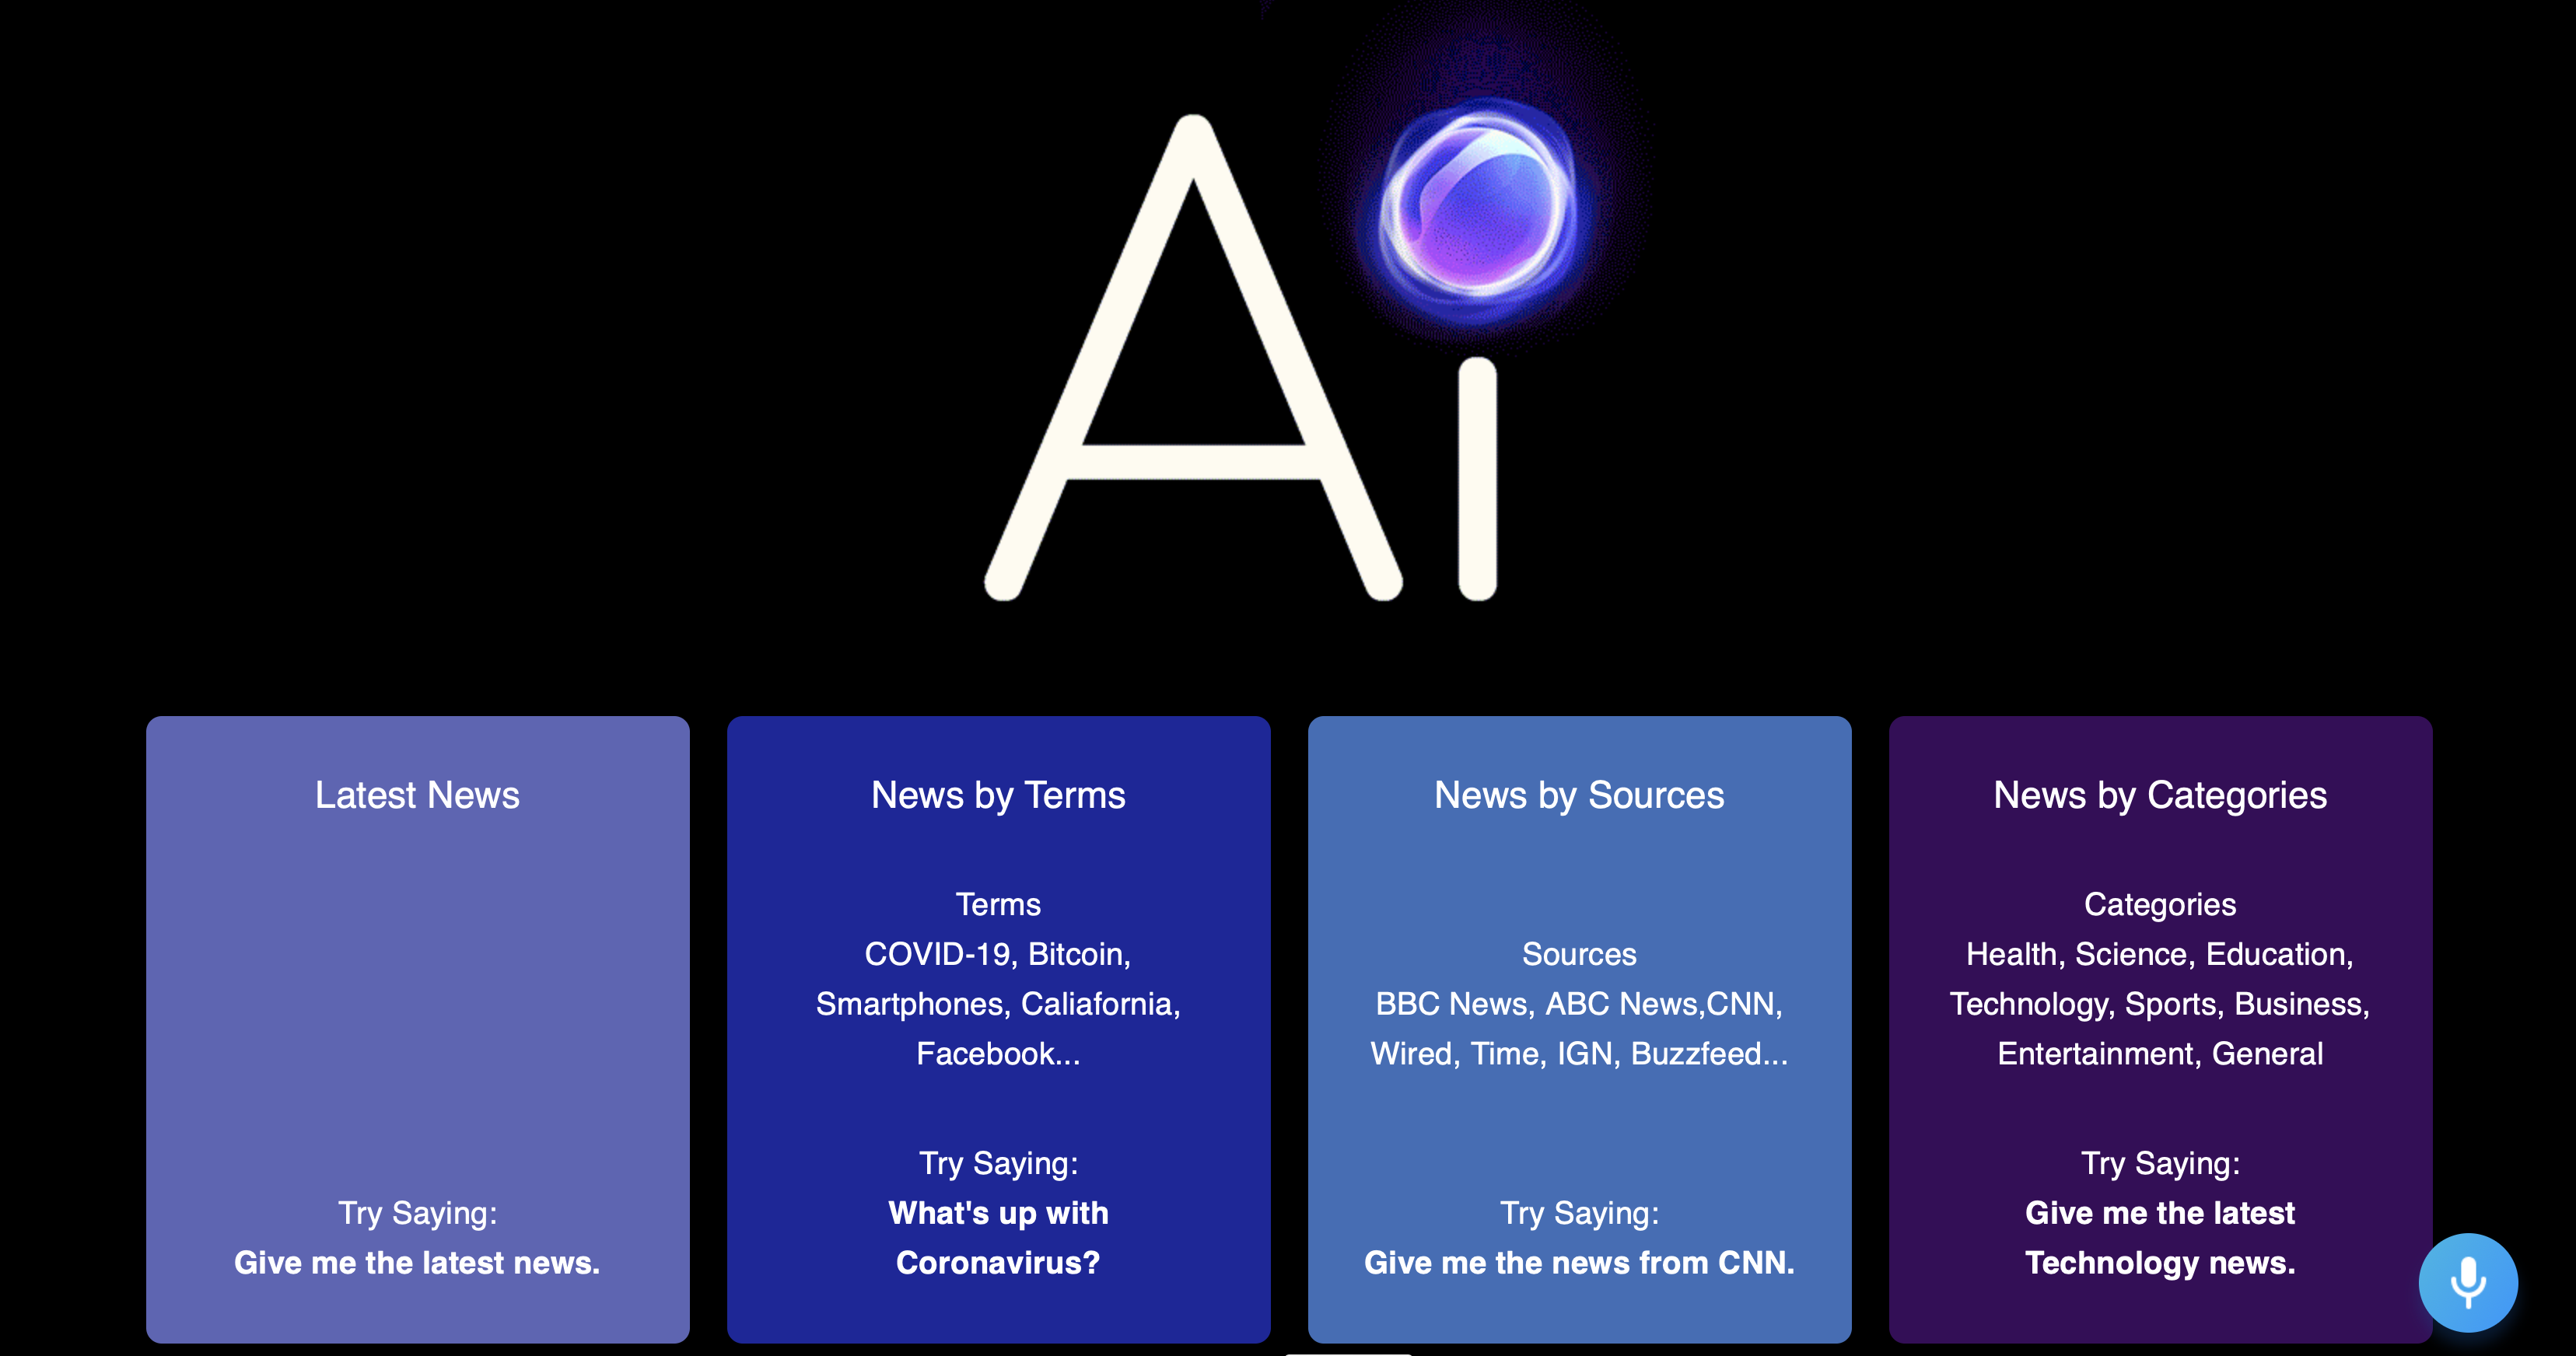 Ai
Latest News
Try Saying:
Give me the latest news.
News by Terms
Terms
COVID-19, Bitcoin,
Smartphones, Caliafornia,
Facebook...
Try Saying:
What's up with
Coronavirus?
News by Sources
Sources
BBC News, ABC News,CNN,
Wired, Time, IGN, Buzzfeed...
Try Saying:
Give me the news from CNN.
News by Categories
Categories
Health, Science, Education,
Technology, Sports, Business,
Entertainment, General
Try Saying:
Give me the latest
Technology news.